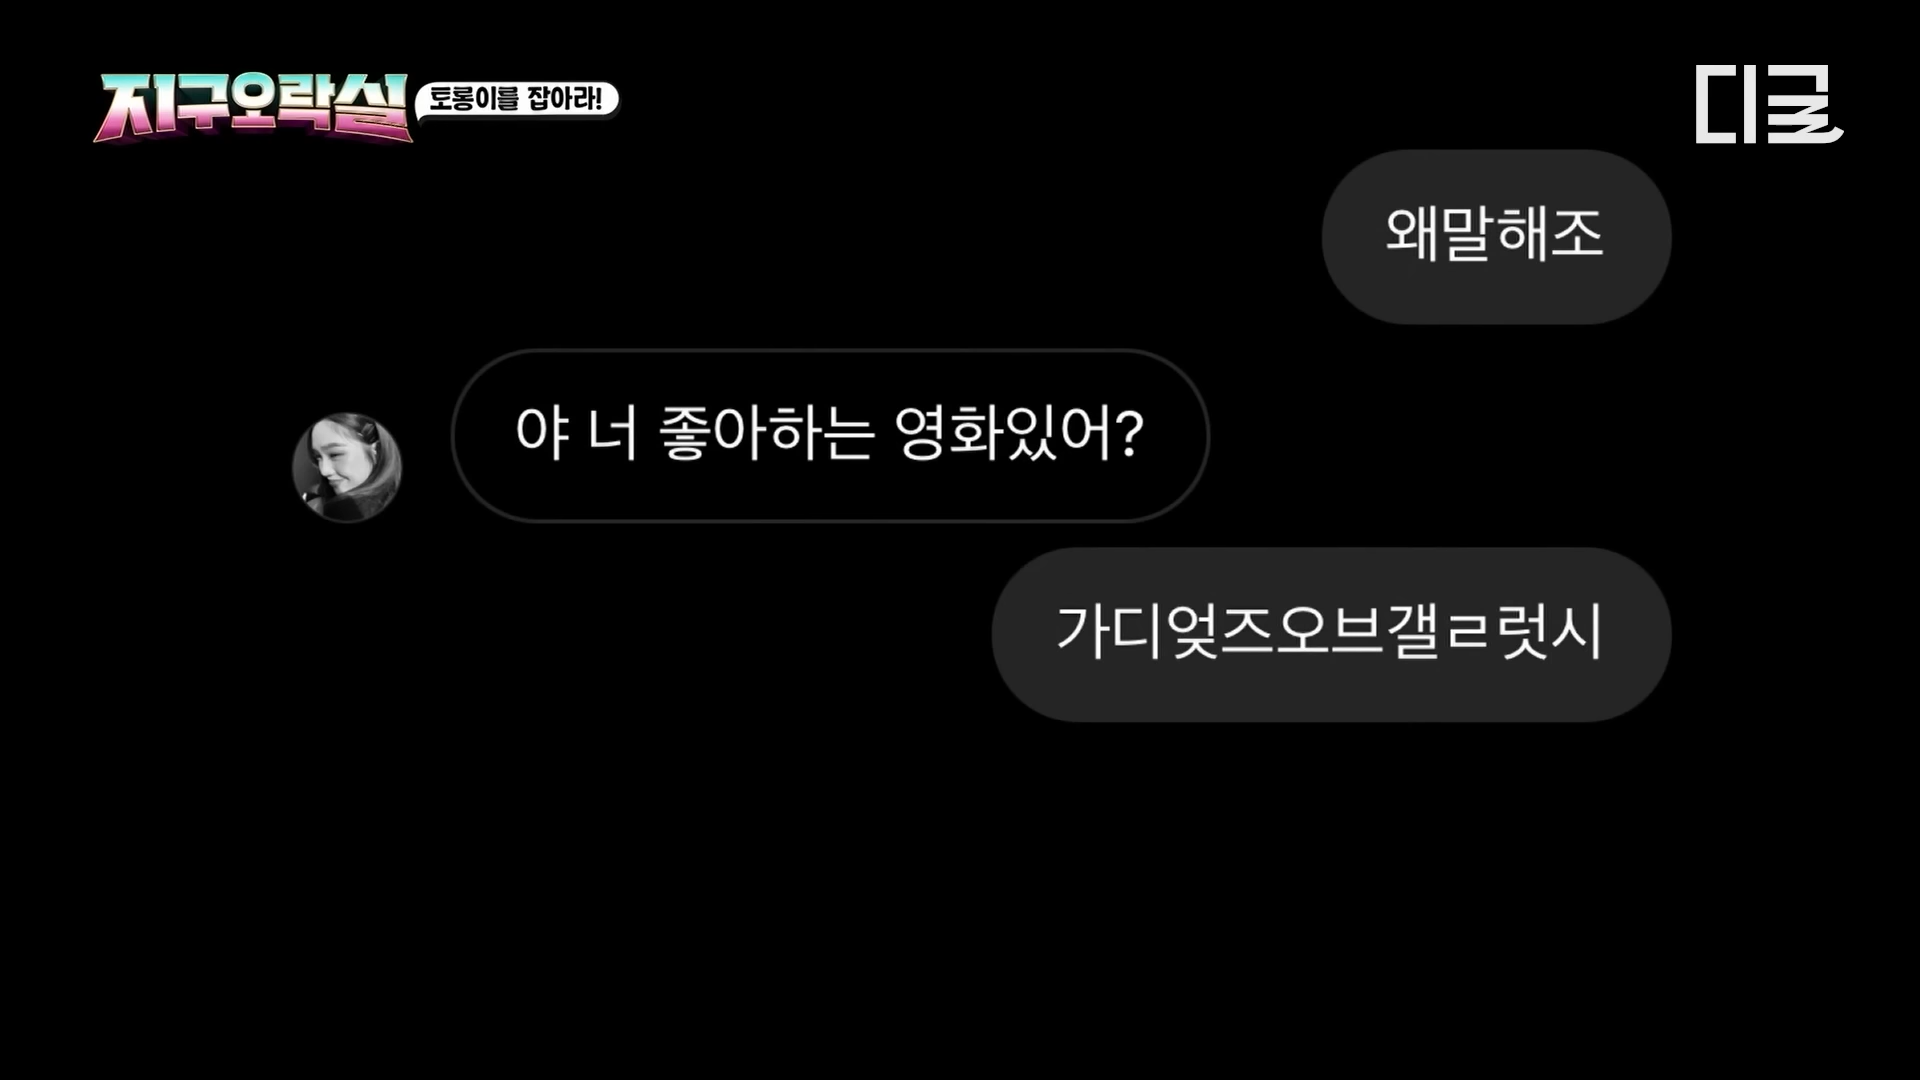 지구오락실 토롱이를 잡아라!
디글
왜말해조
야 너 좋아하는 영화있어?
가디엊즈오브갤ㄹ럿시